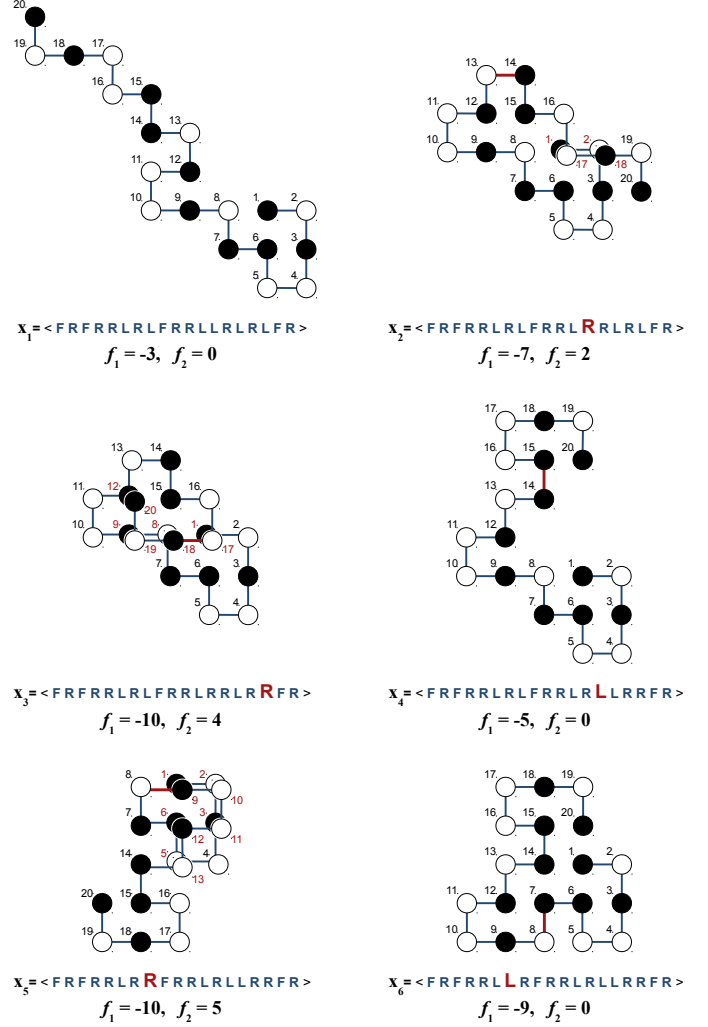 20.
19. 18. 17.
16. 15.
14. 13.
11. 12.
10. 9. 8. 1. 2.
7. 6. 3.
5. 4.
x1= < F R F R R L R L F R R L L R L R L F R >
f1 = -3, f2 = 0
13. 14.
11. 12. 15. 16.
10. 9. 8. 1. 2. 19.
17 18
7. 6. 3. 20.
5. 4.
x2= < F R F R R L R L F R R L R R L R L F R >
f1 = -7, f2 = 2
13. 14.
11. 12. 15. 16.
20
10. 9. 8. 1. 2.
19 18 17
7. 6. 3.
5. 4.
x3= < F R F R R L R L F R R L R R L R R F R >
f1 = -10, f2 = 4
17. 18. 19.
16. 15. 20.
13. 14.
11. 12.
10. 9. 8. 1. 2.
7. 6. 3.
5. 4.
x4= < F R F R R L R L F R R L R L L R R F R >
f1 = -5, f2 = 0
8. 1. 2.
9 10
7. 6. 3.
12 11
14. 5. 4.
13
20. 15. 16.
19. 18. 17.
x5= < F R F R R L R R F R R L R L L R R F R >
f1 = -10, f2 = 5
17. 18. 19.
16. 15. 20.
13. 14. 1. 2.
11. 12. 7. 6. 3.
10. 9. 8. 5. 4.
x6= < F R F R R L L R F R R L R L L R R F R >
f1 = -9, f2 = 0